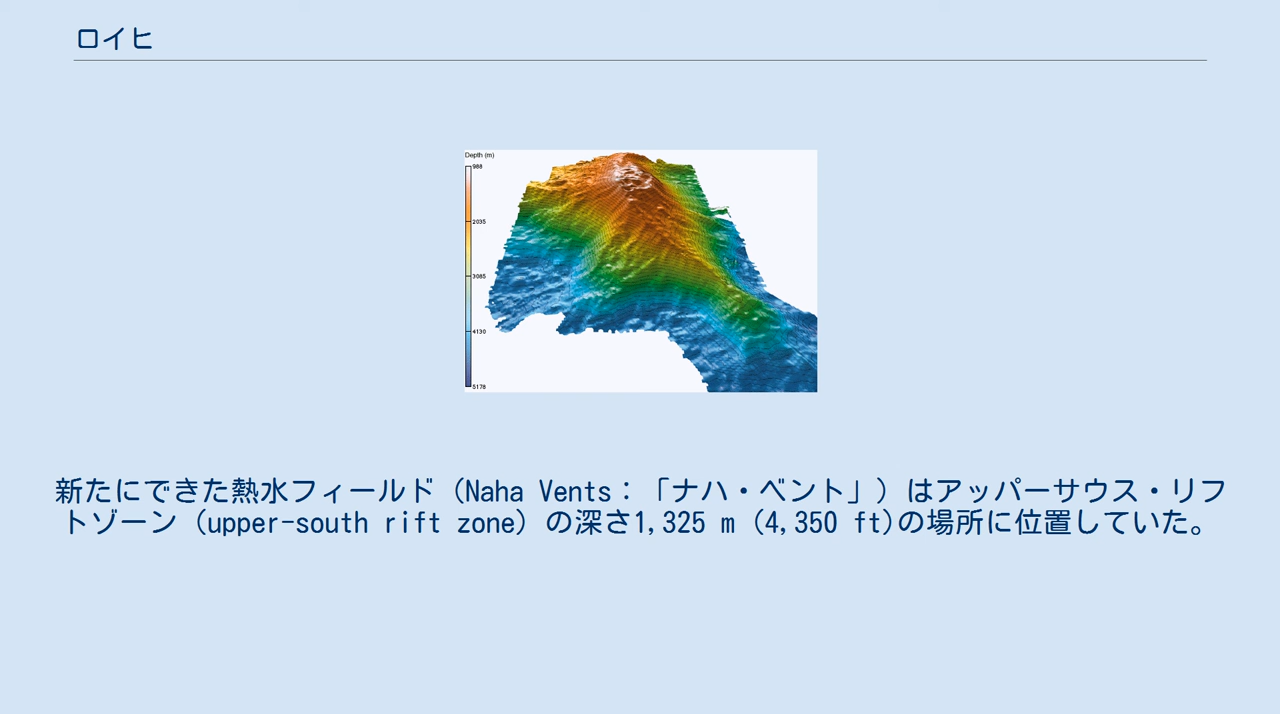 ロイヒ
Depth (m)
988
2035
3085
4130
5178
新たにできた熱水フィールド（Naha Vents：「ナハ・ベント」）はアッパーサウス・リフ
トゾーン（upper-south rift zone）の深さ1,325 m (4,350 ft)の場所に位置していた。